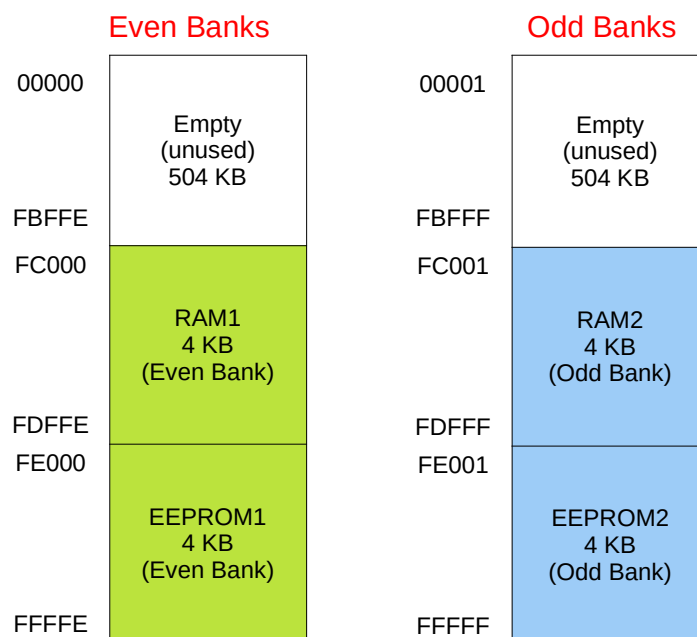 Even Banks
00000
Empty
(unused)
504 KB
FBFFE
FC000
RAM1
4 KB
(Even Bank)
FDFFE
FE000
EEPROM1
4 KB
(Even Bank)
FFFFE
Odd Banks
00001
Empty
(unused)
504 KB
FBFFF
FC001
RAM2
4 KB
(Odd Bank)
FDFFF
FE001
EEPROM2
4 KB
(Odd Bank)
FFFFF